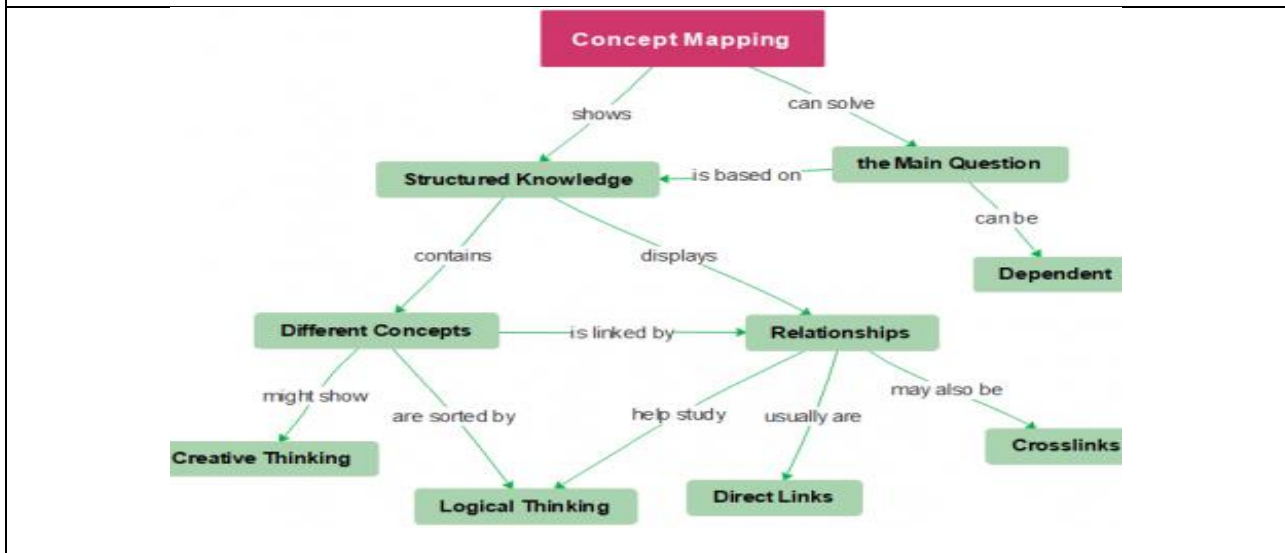 Concept Mapping
shows
can solve
Structured Knowledge
is based on
the Main Question
can be
contains
displays
Dependent
Different Concepts
is linked by
Relationships
might show
are sorted by
help study
usually are
may also be
Creative Thinking
Logical Thinking
Direct Links
Crosslinks